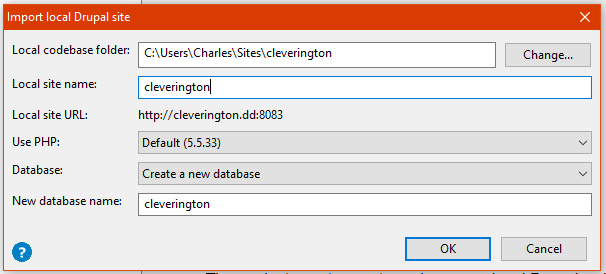 Import local Drupal site
Local codebase folder: C:\Users\Charles\Sites\cleverington Change...
Local site name: cleverington
Local site URL: http://cleverington.dd:8083
Use PHP: Default (5.5.33)
Database: Create a new database
New database name: cleverington
? OK Cancel